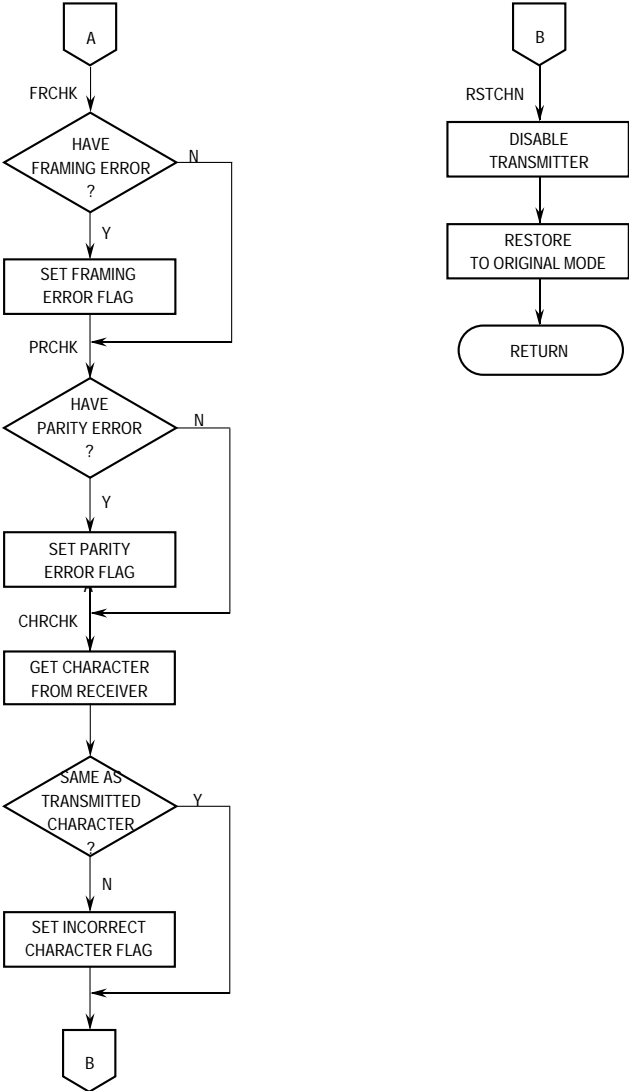 A
FRCHK
HAVE
FRAMING ERROR
?
N
Y
SET FRAMING
ERROR FLAG
PRCHK
HAVE
PARITY ERROR
?
N
Y
SET PARITY
ERROR FLAG
CHRCHK
GET CHARACTER
FROM RECEIVER
SAME AS
TRANSMITTED
CHARACTER
?
Y
N
SET INCORRECT
CHARACTER FLAG
B
B
RSTCHN
DISABLE
TRANSMITTER
RESTORE
TO ORIGINAL MODE
RETURN